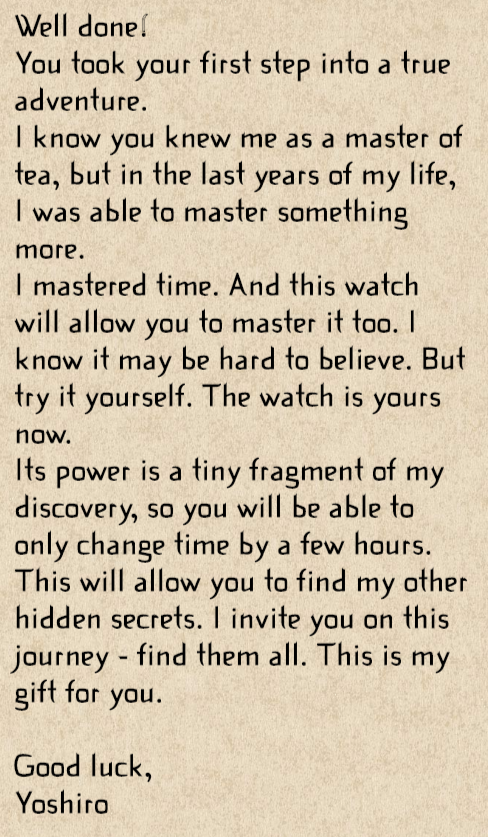 Well done!
You took your first step into a true
adventure.
I know you knew me as a master of
tea, but in the last years of my life,
I was able to master something
more.
I mastered time. And this watch
will allow you to master it too. I
know it may be hard to believe. But
try it yourself. The watch is yours
now.
Its power is a tiny fragment of my
discovery, so you will be able to
only change time by a few hours.
This will allow you to find my other
hidden secrets. I invite you on this
journey - find them all. This is my
gift for you.
Good luck,
Yoshiro